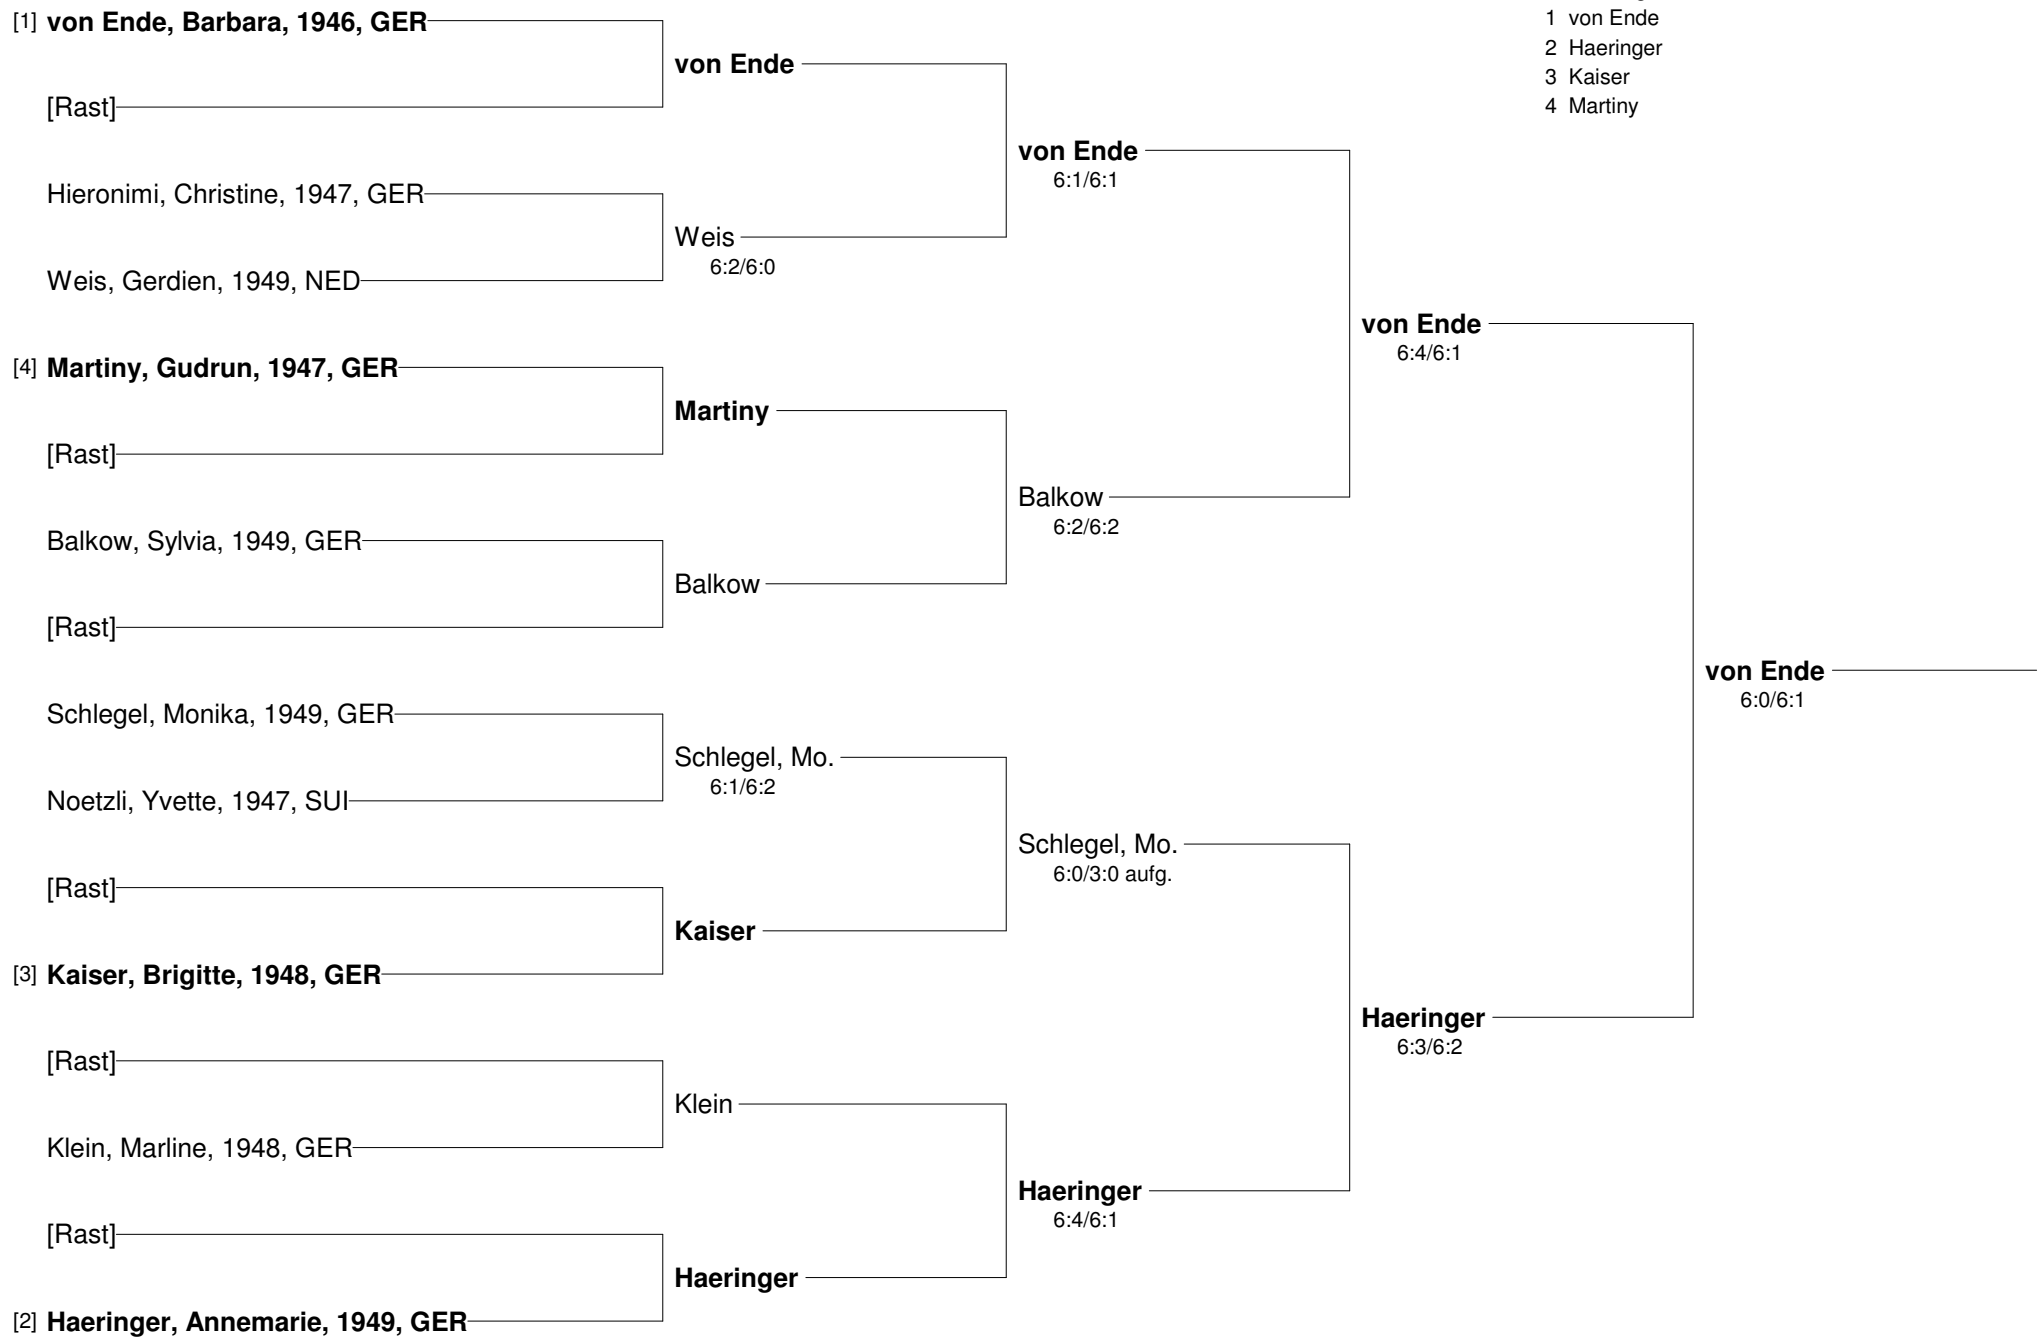 [1] von Ende, Barbara, 1946, GER
[Rast]
Hieronimi, Christine, 1947, GER
Weis, Gerdien, 1949, NED
[4] Martiny, Gudrun, 1947, GER
[Rast]
Balkow, Sylvia, 1949, GER
[Rast]
Schlegel, Monika, 1949, GER
Noetzli, Yvette, 1947, SUI
[Rast]
[3] Kaiser, Brigitte, 1948, GER
[Rast]
Klein, Marline, 1948, GER
[Rast]
[2] Haeringer, Annemarie, 1949, GER
von Ende
Weis
6:2/6:0
Martiny
Balkow
Schlegel, Mo.
6:1/6:2
Kaiser
Klein
Haeringer
von Ende
6:1/6:1
Balkow
6:2/6:2
Schlegel, Mo.
6:0/3:0 aufg.
Haeringer
6:4/6:1
von Ende
6:4/6:1
Haeringer
6:3/6:2
von Ende
6:0/6:1
1 von Ende
2 Haeringer
3 Kaiser
4 Martiny